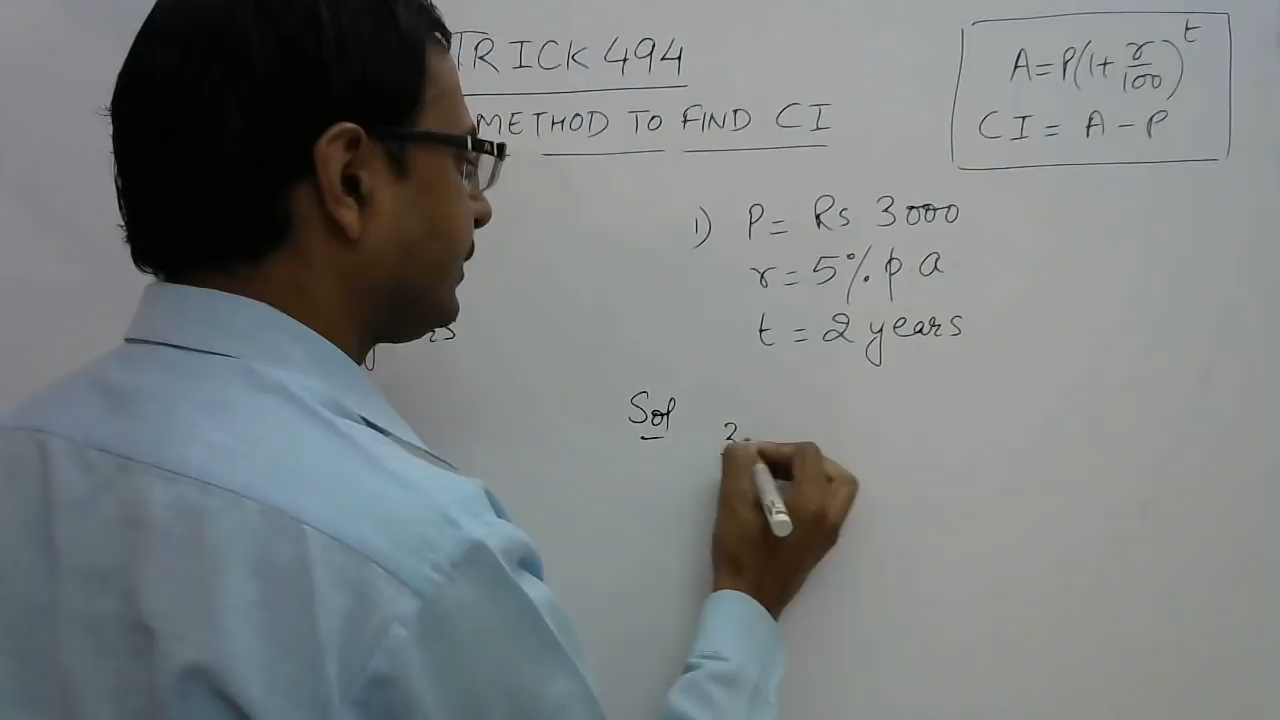 TRICK 494
METHOD TO FIND CI
A=P(1+r/100)^t
CI = A-P
1) P= Rs 3000
r=5% p a
t = 2 years
Sol